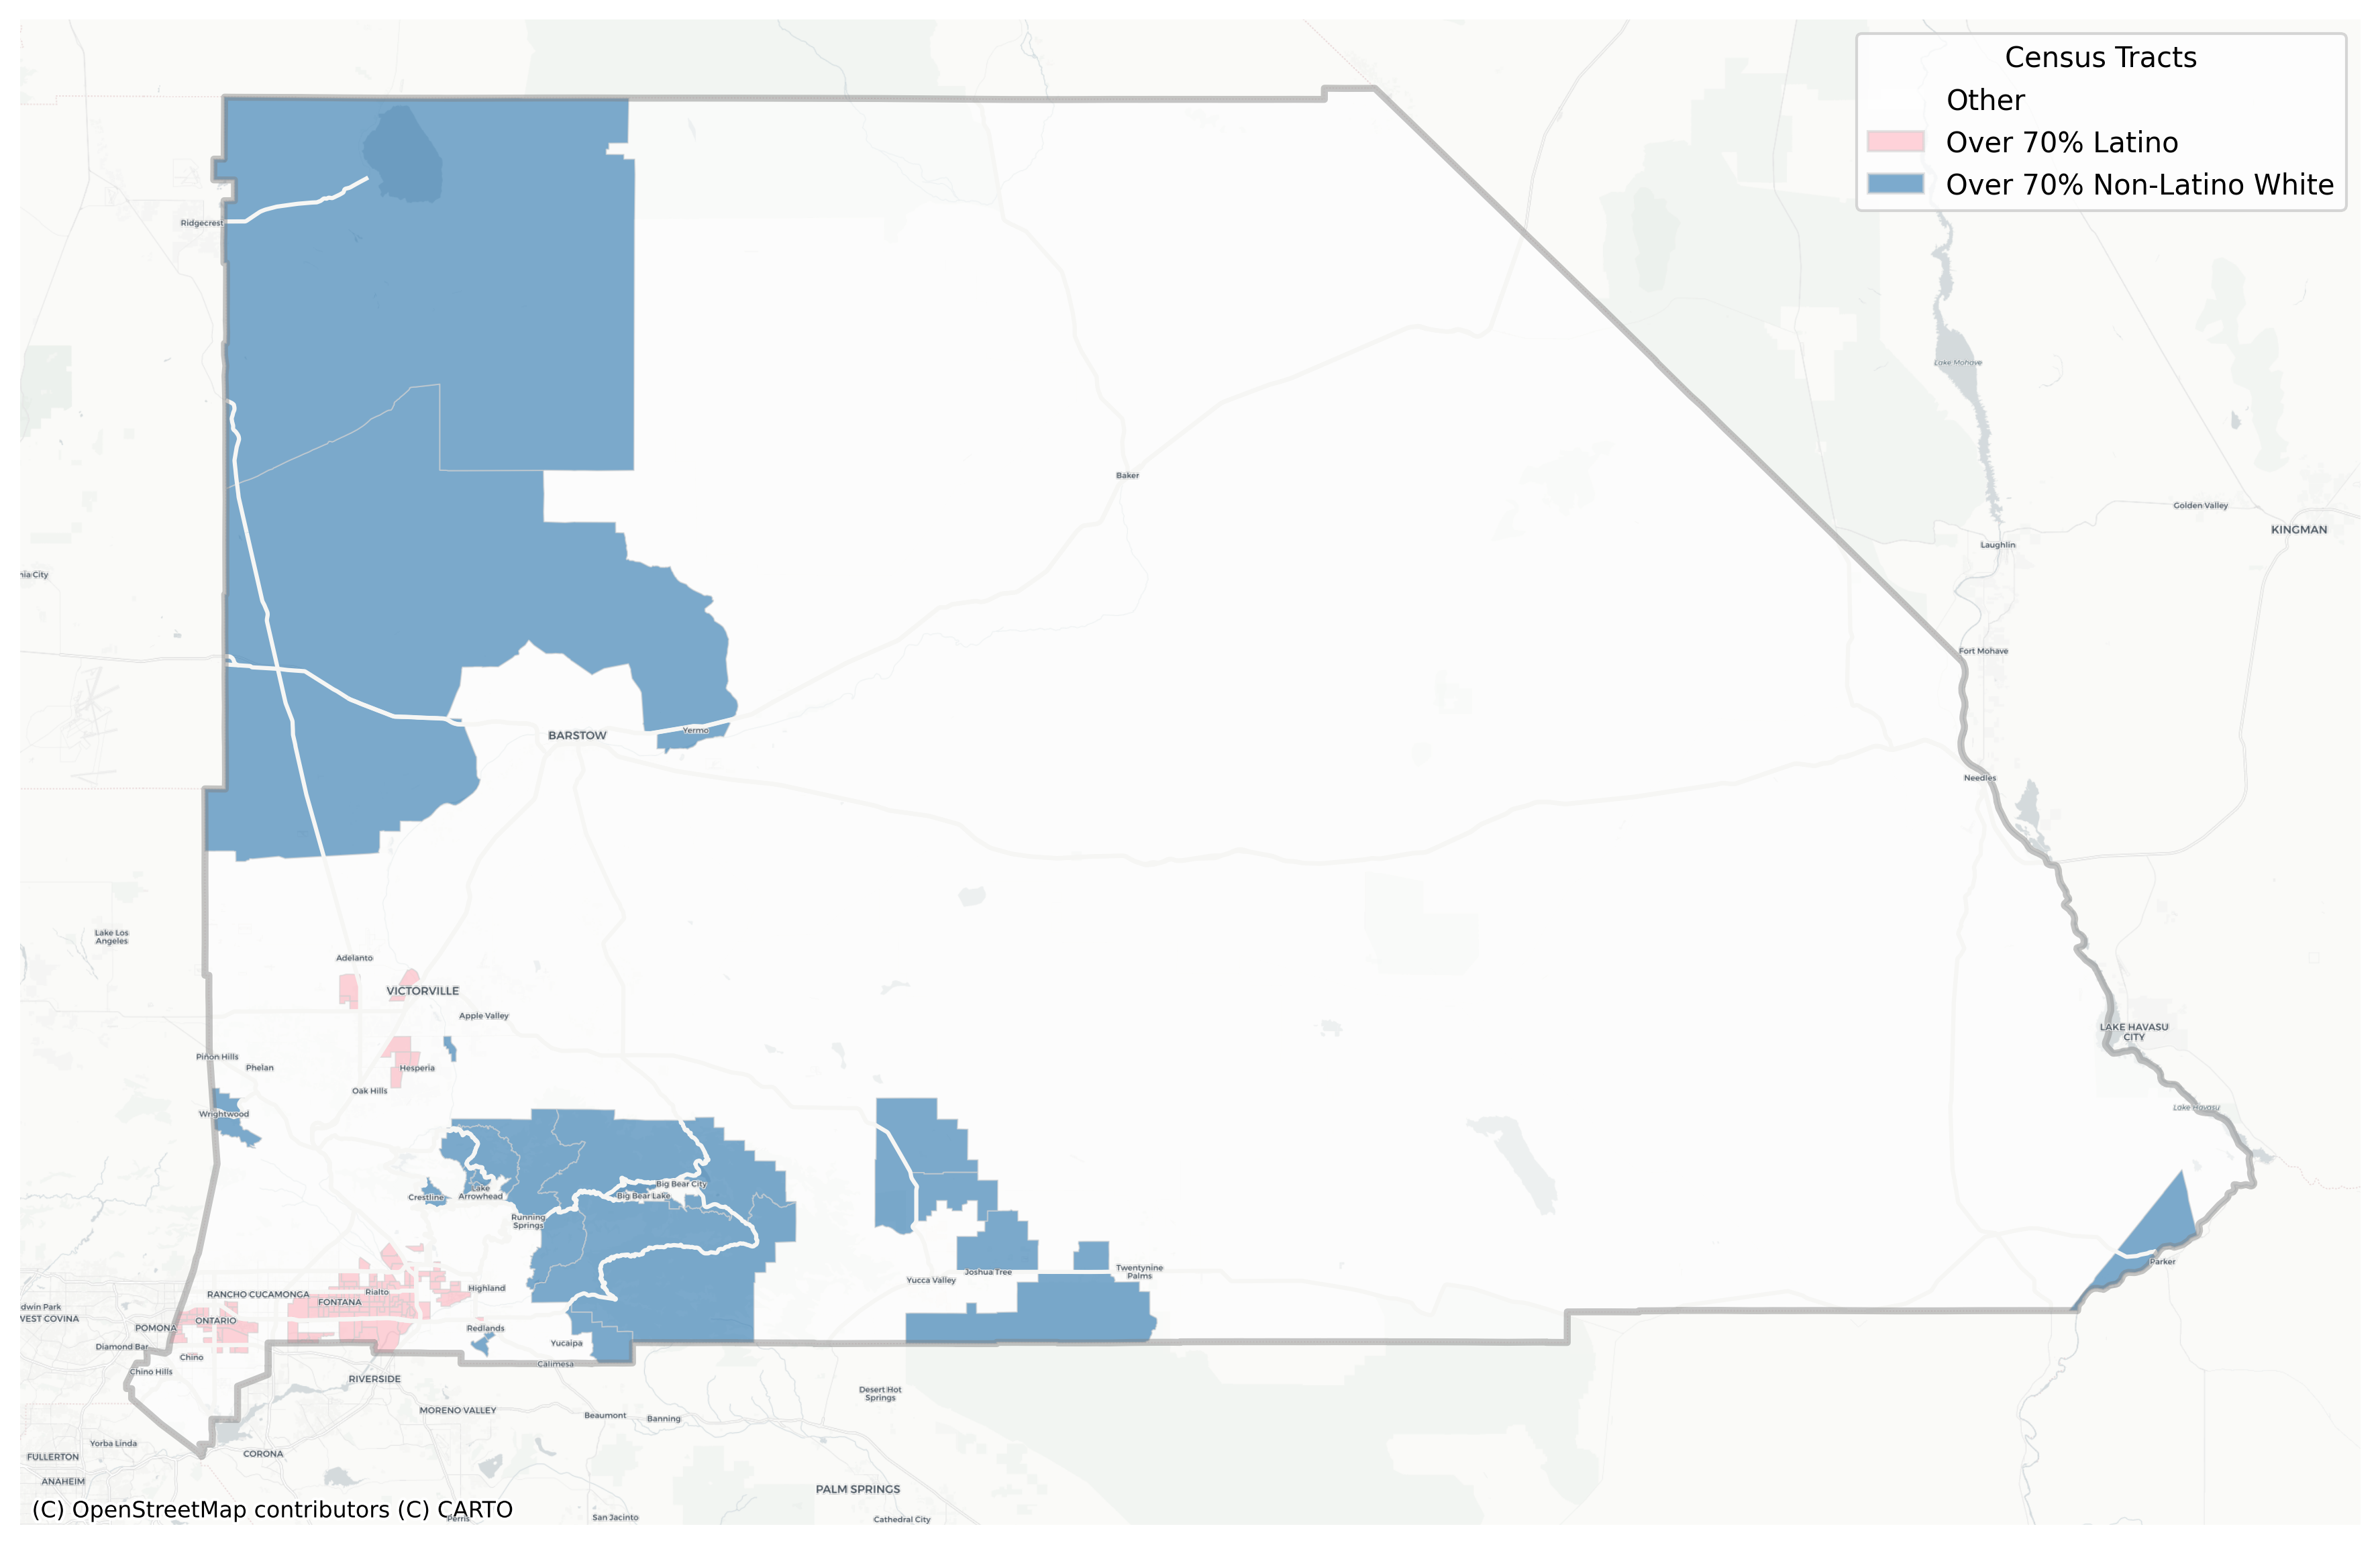 Census Tracts
Other
Over 70% Latino
Over 70% Non-Latino White
Ridgecrest
Lake Mohave
Baker
Golden Valley
KINGMAN
Laughlin
nia City
Fort Mohave
BARSTOW
Yermo
Needles
Lake Los
Angeles
Adelanto
VICTORVILLE
Apple Valley
LAKE HAVASU
CITY
Pinon Hills
Phelan
Hesperia
Oak Hills
Lake Havasu
Wrightwood
Big Bear City
Crestline
Lake
Arrowhead
Big Bear Lake
Running
Springs
Parker
Twentynine
Palms
Joshua Tree
Yucca Valley
Highland
Rialto
RANCHO CUCAMONGA
FONTANA
dwin Park
WEST COVINA
ONTARIO
POMONA
Redlands
Yucaipa
Diamond Bar
Chino
Calimesa
Chino Hills
RIVERSIDE
Desert Hot
Springs
MORENO VALLEY
Beaumont
Banning
Yorba Linda
FULLERTON
CORONA
ANAHEIM
PALM SPRINGS
(C) OpenStreetMap contributors (C) CARTO
Perris
San Jacinto
Cathedral City